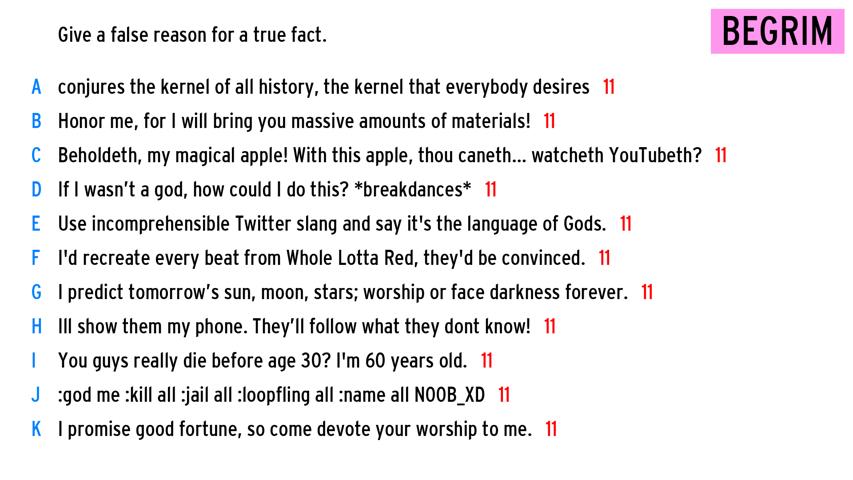 Give a false reason for a true fact.
BEGRIM
A conjures the kernel of all history, the kernel that everybody desires 11
B Honor me, for I will bring you massive amounts of materials! 11
C Beholdeth, my magical apple! With this apple, thou caneth... watcheth YouTubeth? 11
D If I wasn't a god, how could I do this? *breakdances* 11
E Use incomprehensible Twitter slang and say it's the language of Gods. 11
F I'd recreate every beat from Whole Lotta Red, they'd be convinced. 11
G I predict tomorrow's sun, moon, stars; worship or face darkness forever. 11
H Ill show them my phone. They'll follow what they dont know! 11
I You guys really die before age 30? I'm 60 years old. 11
J :god me :kill all :jail all :loopfling all :name all N00B_XD 11
K I promise good fortune, so come devote your worship to me. 11